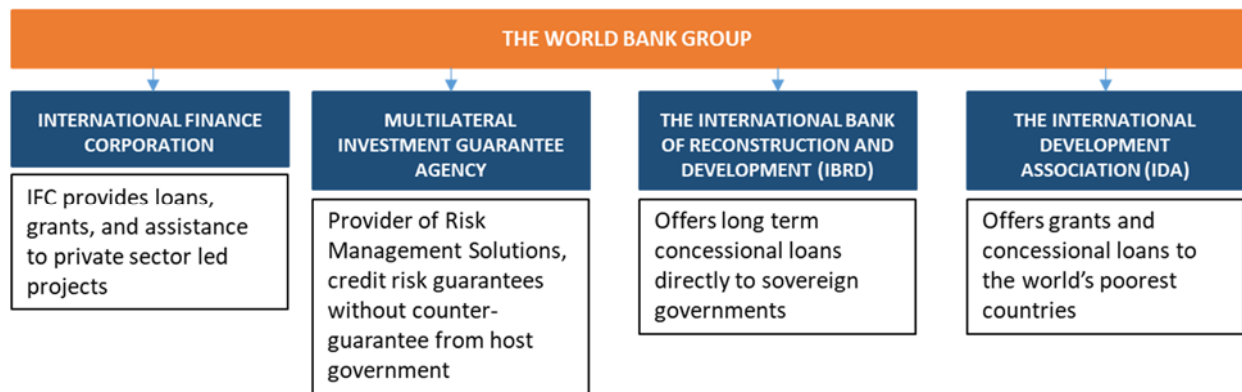 THE WORLD BANK GROUP
INTERNATIONAL FINANCE
CORPORATION
IFC provides loans,
grants, and assistance
to private sector led
projects
MULTILATERAL
INVESTMENT GUARANTEE
AGENCY
Provider of Risk
Management Solutions,
credit risk guarantees
without counter-
guarantee from host
government
THE INTERNATIONAL BANK
OF RECONSTRUCTION AND
DEVELOPMENT (IBRD)
Offers long term
concessional loans
directly to sovereign
governments
THE INTERNATIONAL
DEVELOPMENT
ASSOCIATION (IDA)
Offers grants and
concessional loans to
the world's poorest
countries